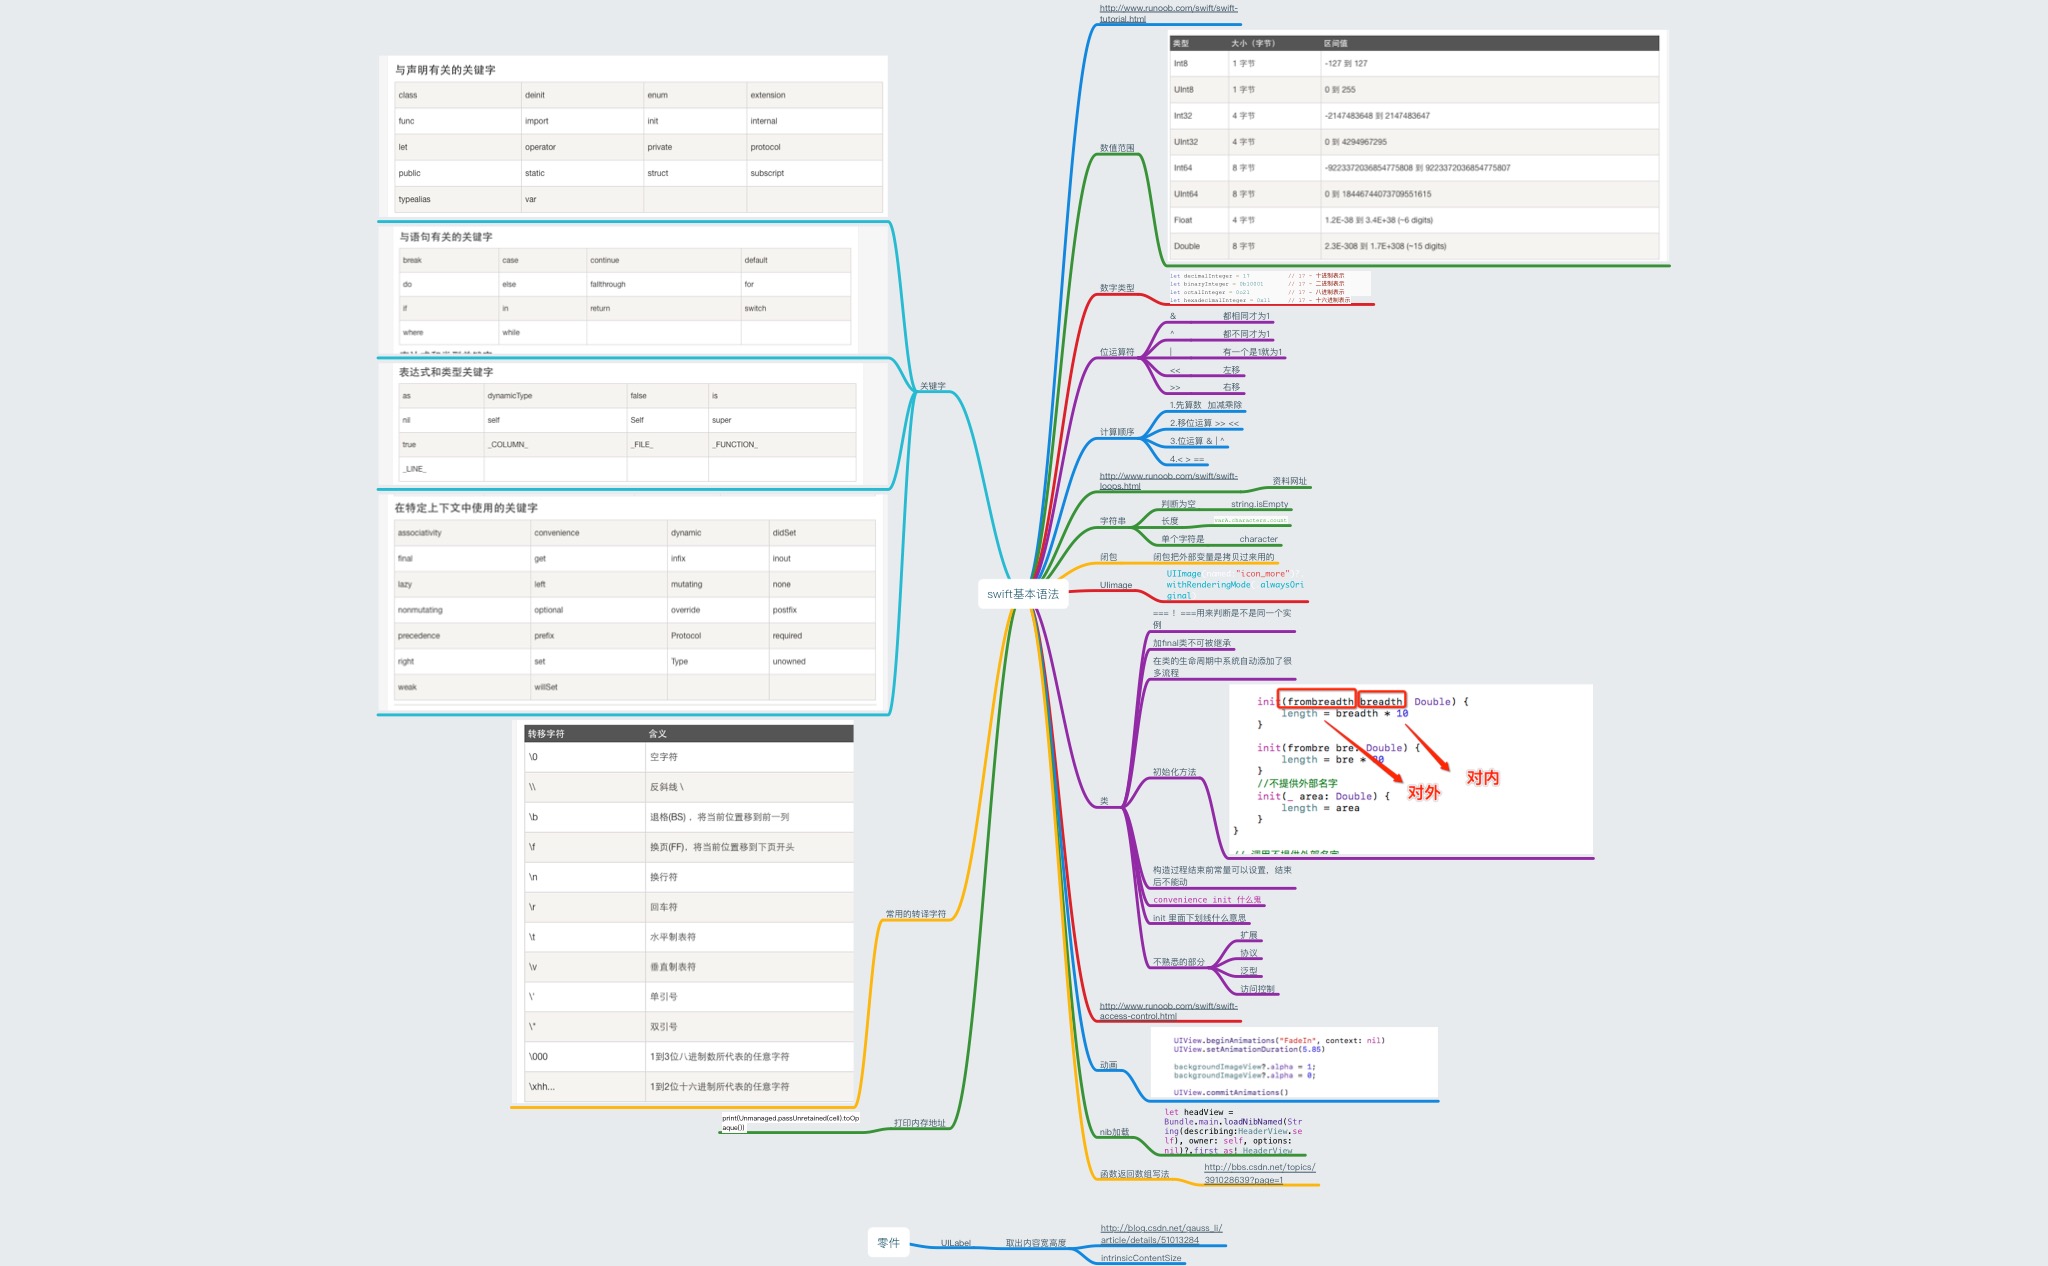 与声明有关的关键字
class deinit enum extension
func import init internal
let operator private protocol
public static struct subscript
typealias var
与语句有关的关键字
break case continue default
do else fallthrough for
if in return switch
where while
表达式和类型关键字
as dynamicType false is
nil self Self super
true _COLUMN_ _FILE_ _FUNCTION_
_LINE_
在特定上下文中使用的关键字
associativity convenience dynamic didSet
final get infix inout
lazy left mutating none
nonmutating optional override postfix
precedence prefix Protocol required
right set Type unowned
weak willSet
关键字
转移字符 含义
\0 空字符
\\ 反斜线 \
\b 退格(BS) ，将当前位置移到前一列
\f 换页(FF)，将当前位置移到下页开头
\n 换行符
\r 回车符
\t 水平制表符
\v 垂直制表符
\' 单引号
\" 双引号
\000 1到3位八进制数所代表的任意字符
\xhh... 1到2位十六进制所代表的任意字符
常用的转译字符
print(Unmanaged.passUnretained(cell).toOp
aque())
打印内存地址
swift基本语法
http://www.runoob.com/swift/swift-
tutorial.html
数值范围
类型 大小（字节） 区间值
Int8 1 字节 -127 到 127
UInt8 1 字节 0 到 255
Int32 4 字节 -2147483648 到 2147483647
UInt32 4 字节 0 到 4294967295
Int64 8 字节 -9223372036854775808 到 9223372036854775807
UInt64 8 字节 0 到 18446744073709551615
Float 4 字节 1.2E-38 到 3.4E+38 (~6 digits)
Double 8 字节 2.3E-308 到 1.7E+308 (~15 digits)
数字类型
let decimalInteger = 17 // 17 - 十进制表示
let binaryInteger = 0b10001 // 17 - 二进制表示
let octalInteger = 0o21 // 17 - 八进制表示
let hexadecimalInteger = 0x11 // 17 - 十六进制表示
位运算符
& 都相同才为1
^ 都不同才为1
| 有一个是1就为1
<< 左移
>> 右移
计算顺序
1.先算数 加减乘除
2.移位运算 >> <<
3.位运算 & | ^
4.< > ==
http://www.runoob.com/swift/swift-
loops.html
资料网址
字符串
判断为空 string.isEmpty
长度 varA.characters.count
单个字符是 character
闭包 闭包把外部变量是拷贝过来用的
UIimage
UIImage "icon_more"
withRenderingMode alwaysOri
ginal
类
=== ！ ===用来判断是不是同一个实
例
加final类不可被继承
在类的生命周期中系统自动添加了很
多流程
初始化方法
init(frombreadth breadth Double) {
length = breadth * 10
}
init(frombre bre: Double) {
length = bre * 30
}
//不提供外部名字
init(_ area: Double) {
length = area
}
}
// 调用不提供外部名字
对外
对内
构造过程结束前常量可以设置，结束
后不能动
convenience init 什么鬼
init 里面下划线什么意思
不熟悉的部分
扩展
协议
泛型
访问控制
http://www.runoob.com/swift/swift-
access-control.html
动画
UIView.beginAnimations("FadeIn", context: nil)
UIView.setAnimationDuration(5.85)
backgroundImageView?.alpha = 1;
backgroundImageView?.alpha = 0;
UIView.commitAnimations()
nib加载
let headView =
Bundle.main.loadNibNamed(Str
ing(describing:HeaderView.se
lf), owner: self, options:
nil)?.first as! HeaderView
函数返回数组写法
http://bbs.csdn.net/topics/
391028639?page=1
零件
UILabel
取出内容宽高度
http://blog.csdn.net/gauss_li/
article/details/51013284
intrinsicContentSize